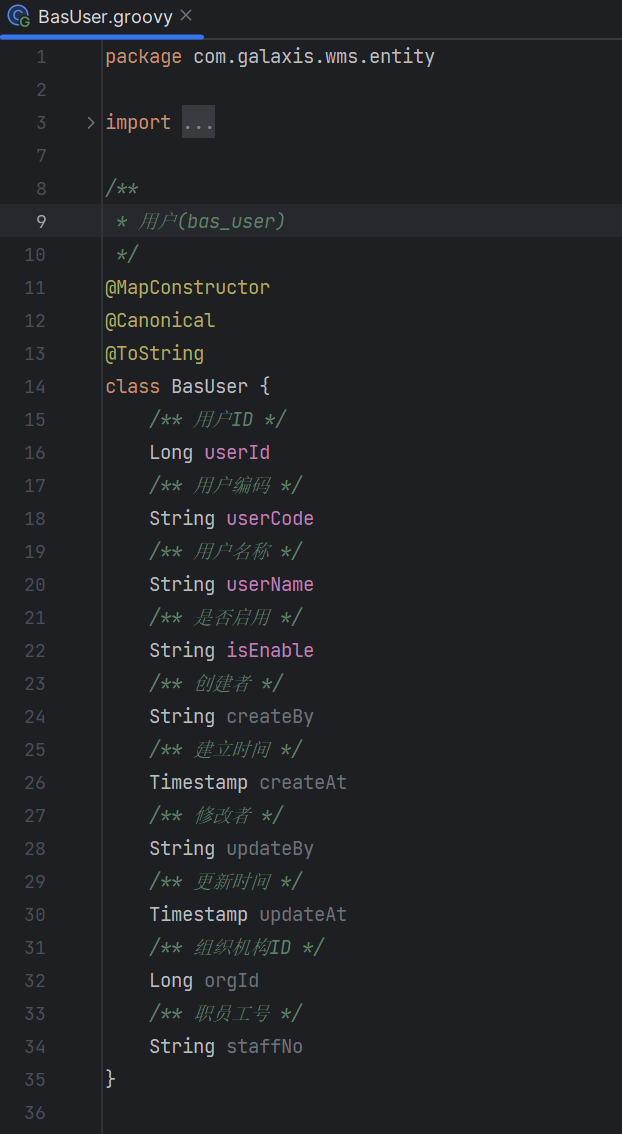 BasUser.groovy
1 package com.galaxis.wms.entity
2
3 import ...
7
8 /**
9 * 用户(bas_user)
10 */
11 @MapConstructor
12 @Canonical
13 @ToString
14 class BasUser {
15 /** 用户ID */
16 Long userId
17 /** 用户编码 */
18 String userCode
19 /** 用户名称 */
20 String userName
21 /** 是否启用 */
22 String isEnable
23 /** 创建者 */
24 String createBy
25 /** 建立时间 */
26 Timestamp createAt
27 /** 修改者 */
28 String updateBy
29 /** 更新时间 */
30 Timestamp updateAt
31 /** 组织机构ID */
32 Long orgId
33 /** 职员工号 */
34 String staffNo
35 }
36